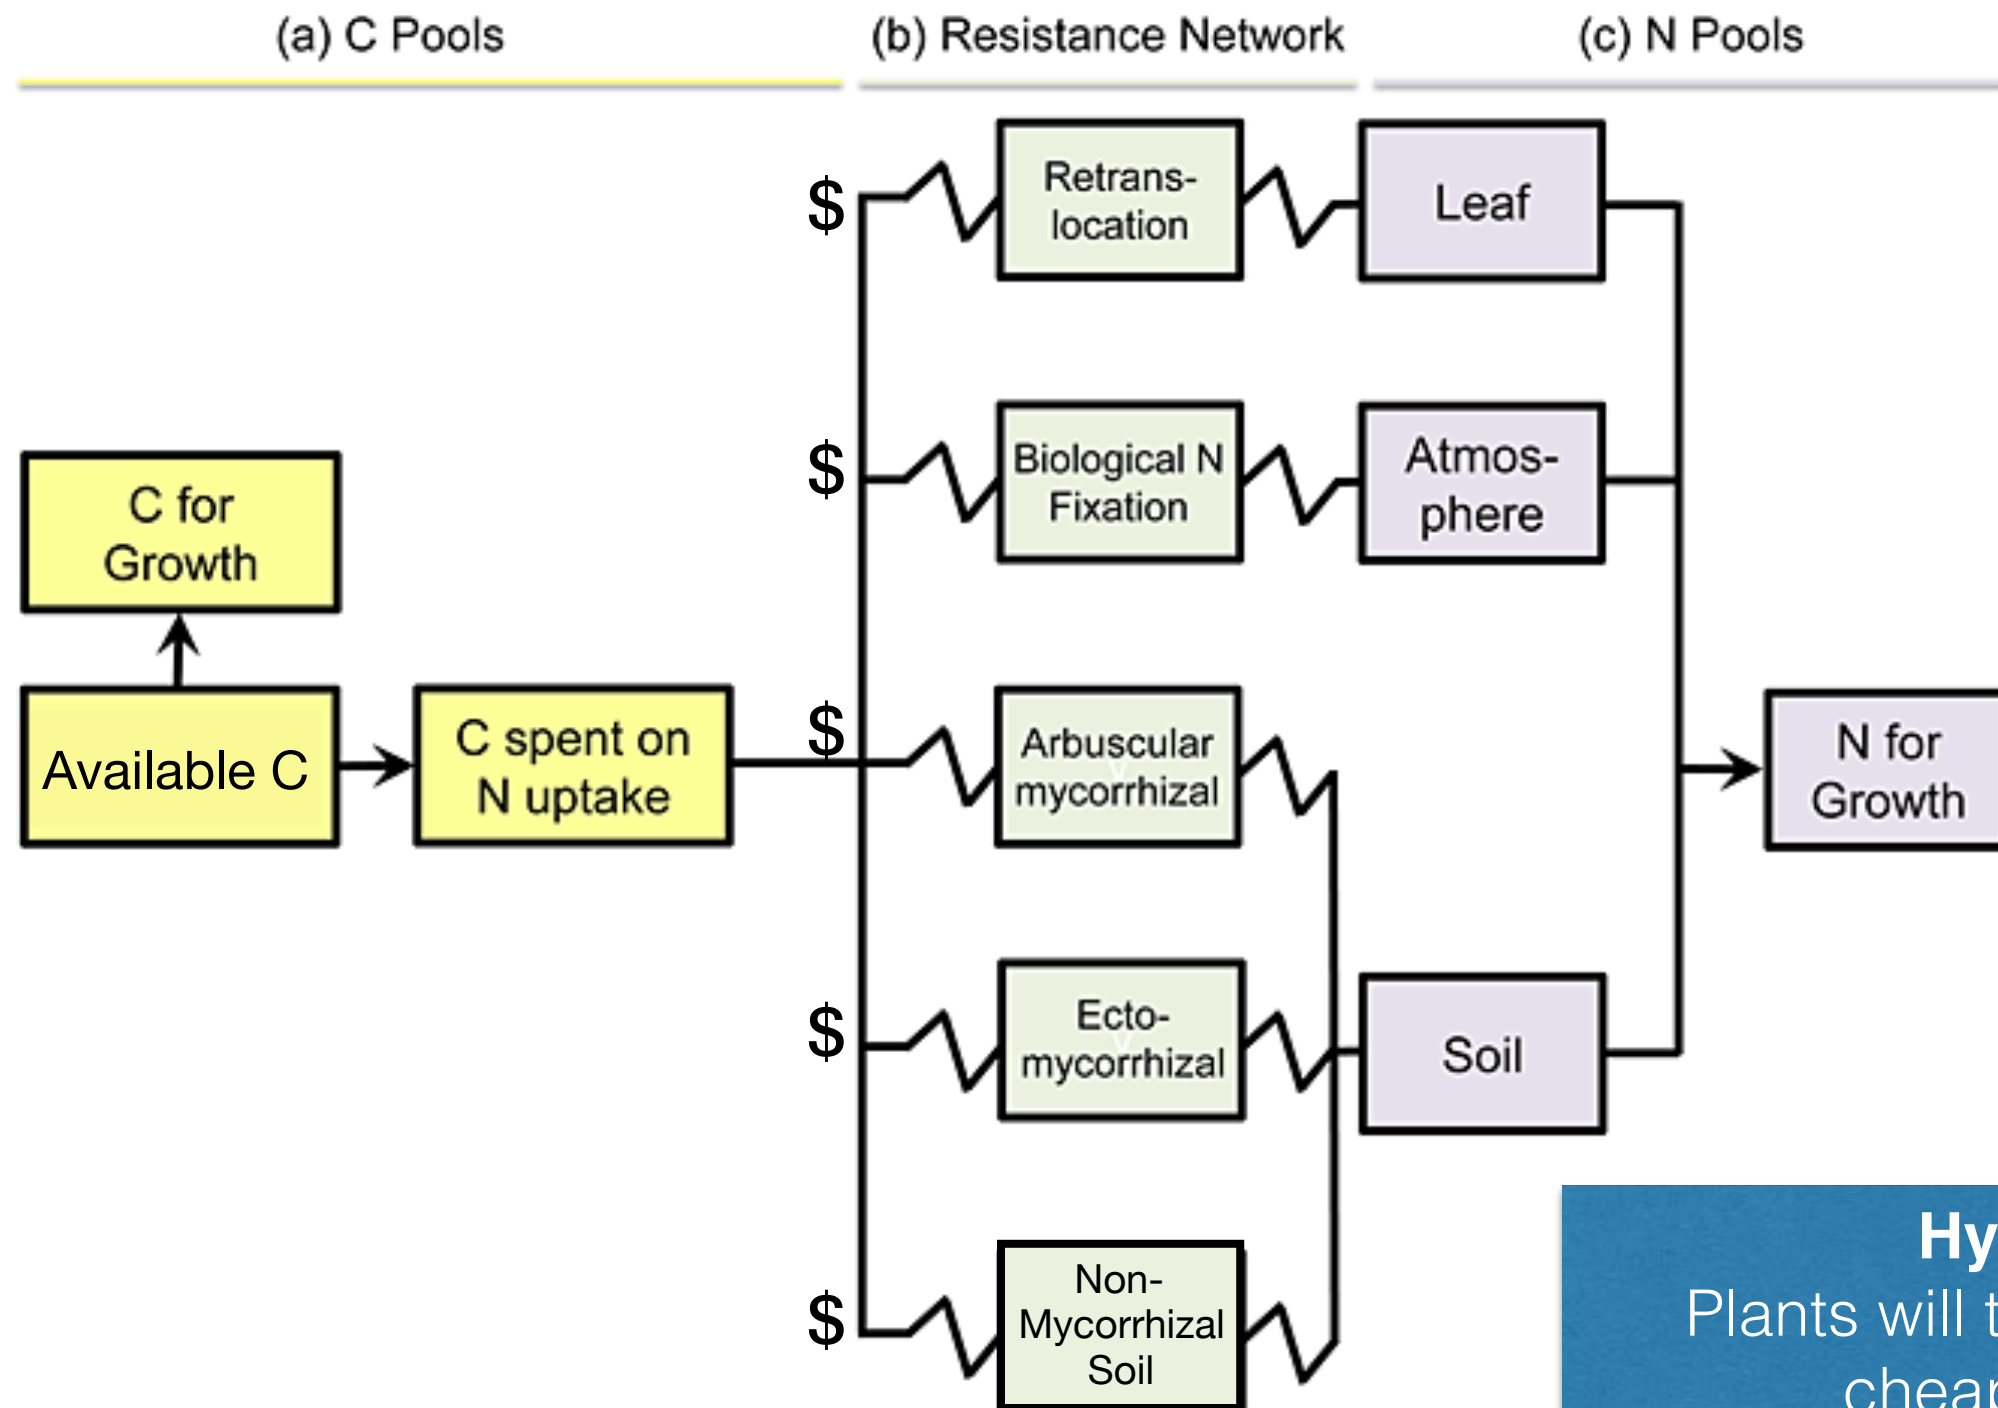 (a) C Pools
(b) Resistance Network
(c) N Pools
$
Retrans-
location
Leaf
$
Biological N
Fixation
Atmos-
phere
C for
Growth
Available C
C spent on
N uptake
$
Arbuscular
mycorrhizal
N for
Growth
$
Ecto-
mycorrhizal
Soil
$
Non-
Mycorrhizal
Soil
Hy
Plants will t
cheap